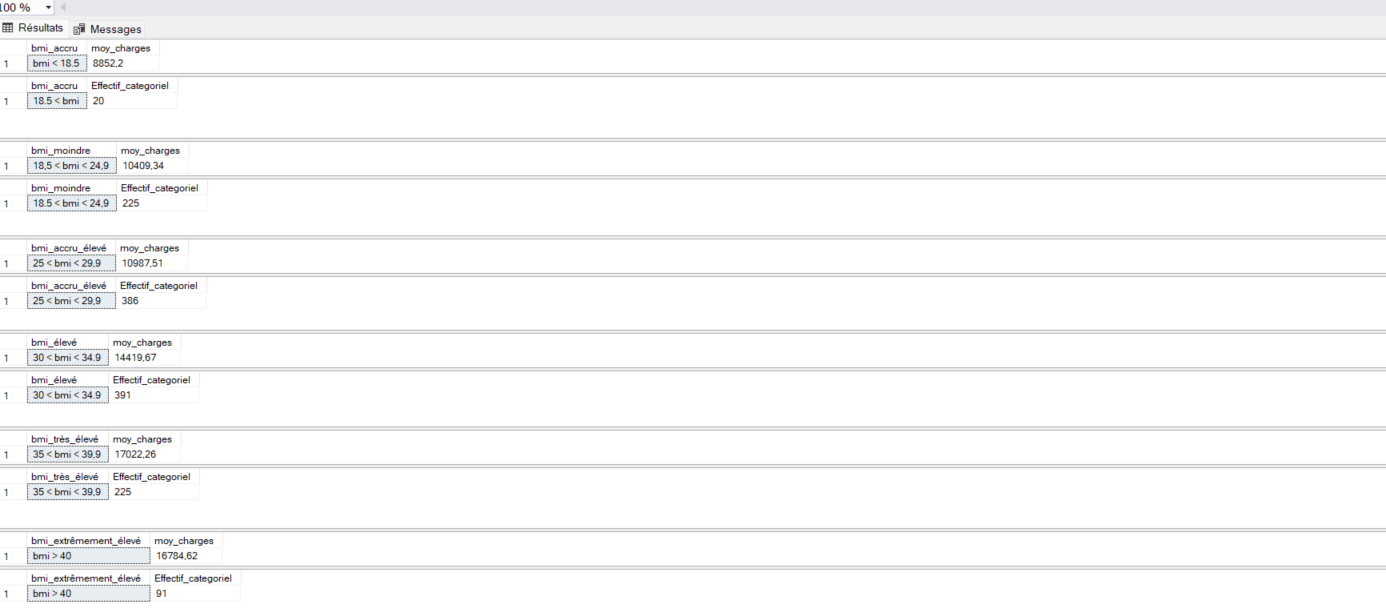 100 %
Résultats Messages
bmi_accru moy_charges
1 bmi < 18.5 8852,2
bmi_accru Effectif_categoriel
1 18.5 < bmi 20
bmi_moindre moy_charges
1 18,5 < bmi < 24,9 10409,34
bmi_moindre Effectif_categoriel
1 18.5 < bmi < 24,9 225
bmi_accru_élevé moy_charges
1 25 < bmi < 29,9 10987,51
bmi_accru_élevé Effectif_categoriel
1 25 < bmi < 29,9 386
bmi_élevé moy_charges
1 30 < bmi < 34.9 14419,67
bmi_élevé Effectif_categoriel
1 30 < bmi < 34.9 391
bmi_très_élevé moy_charges
1 35 < bmi < 39,9 17022,26
bmi_très_élevé Effectif_categoriel
1 35 < bmi < 39,9 225
bmi_extrêmement_élevé moy_charges
1 bmi > 40 16784,62
bmi_extrêmement_élevé Effectif_categoriel
1 bmi > 40 91